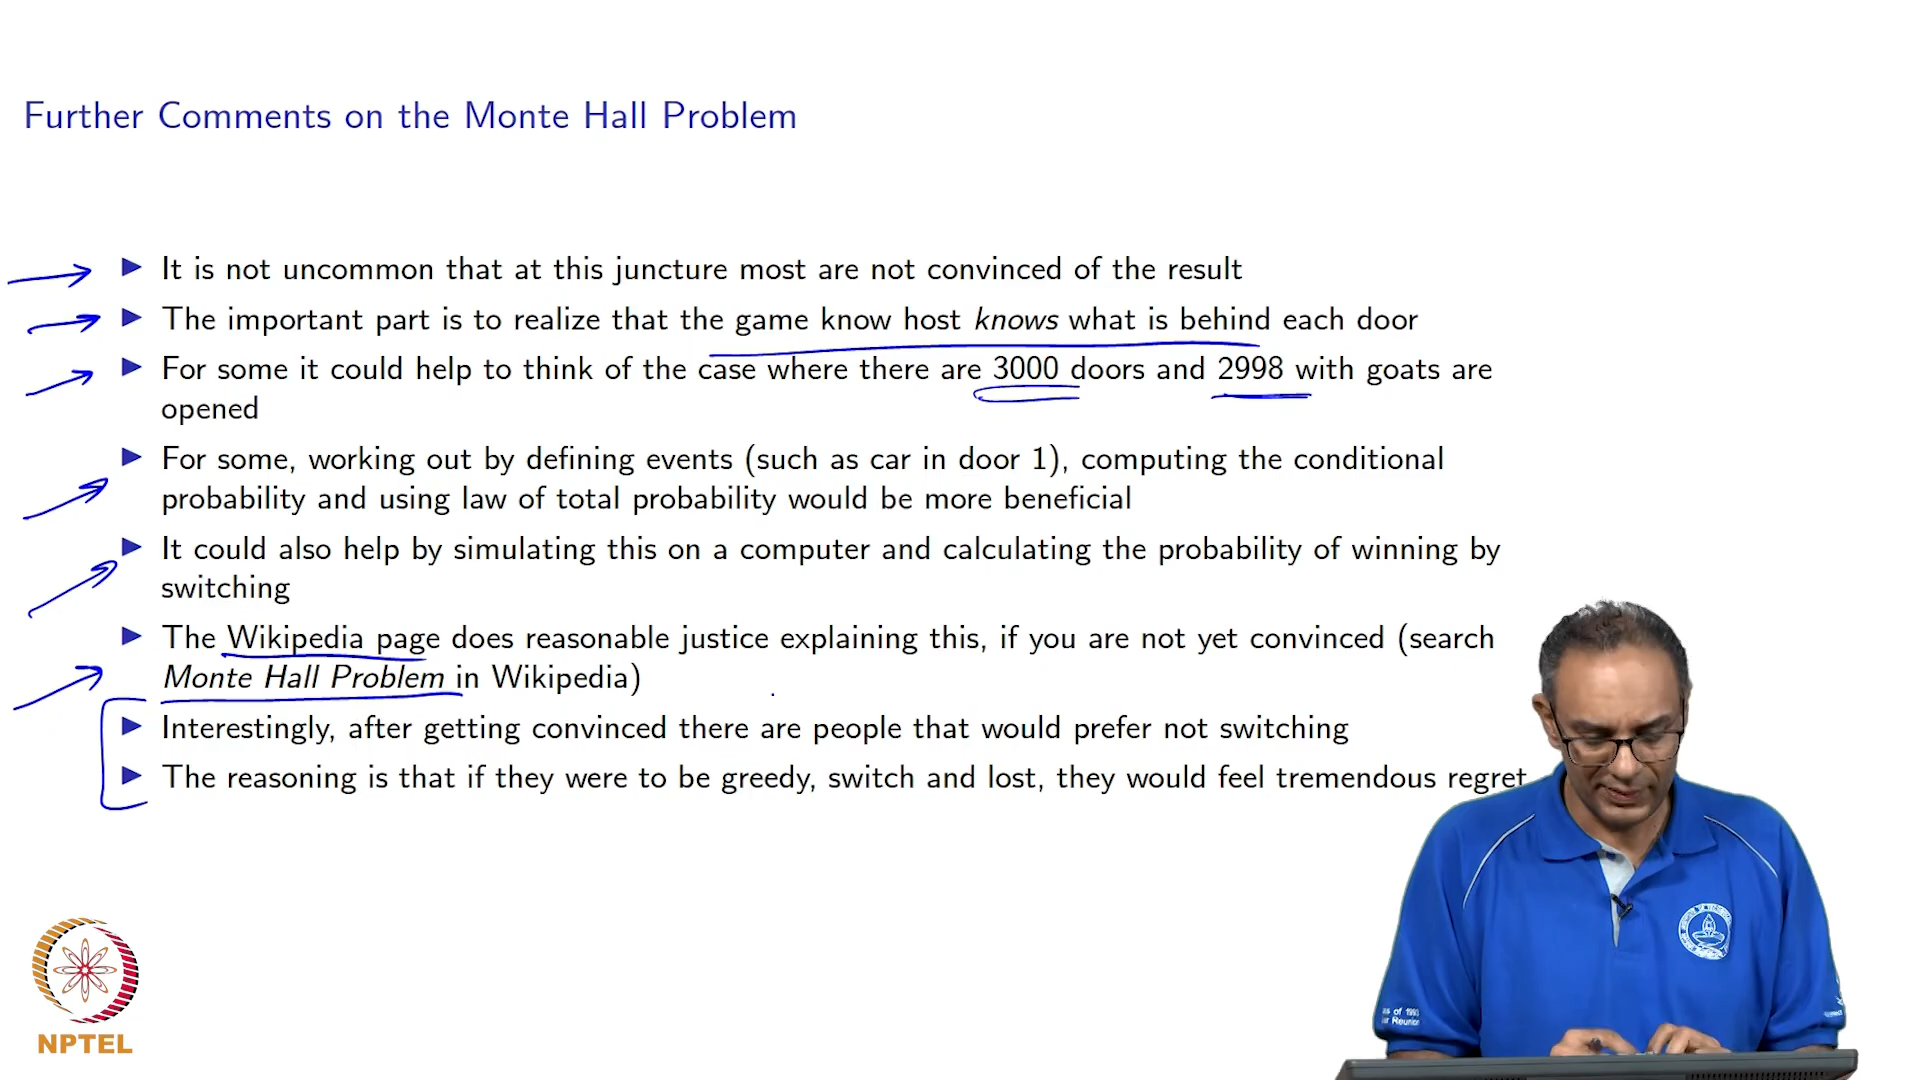 Further Comments on the Monte Hall Problem
It is not uncommon that at this juncture most are not convinced of the result
The important part is to realize that the game know host knows what is behind each door
For some it could help to think of the case where there are 3000 doors and 2998 with goats are
opened
For some, working out by defining events (such as car in door 1), computing the conditional
probability and using law of total probability would be more beneficial
It could also help by simulating this on a computer and calculating the probability of winning by
switching
The Wikipedia page does reasonable justice explaining this, if you are not yet convinced (search
Monte Hall Problem in Wikipedia)
Interestingly, after getting convinced there are people that would prefer not switching
The reasoning is that if they were to be greedy, switch and lost, they would feel tremendous regret
NPTEL
of 1993
Reunion